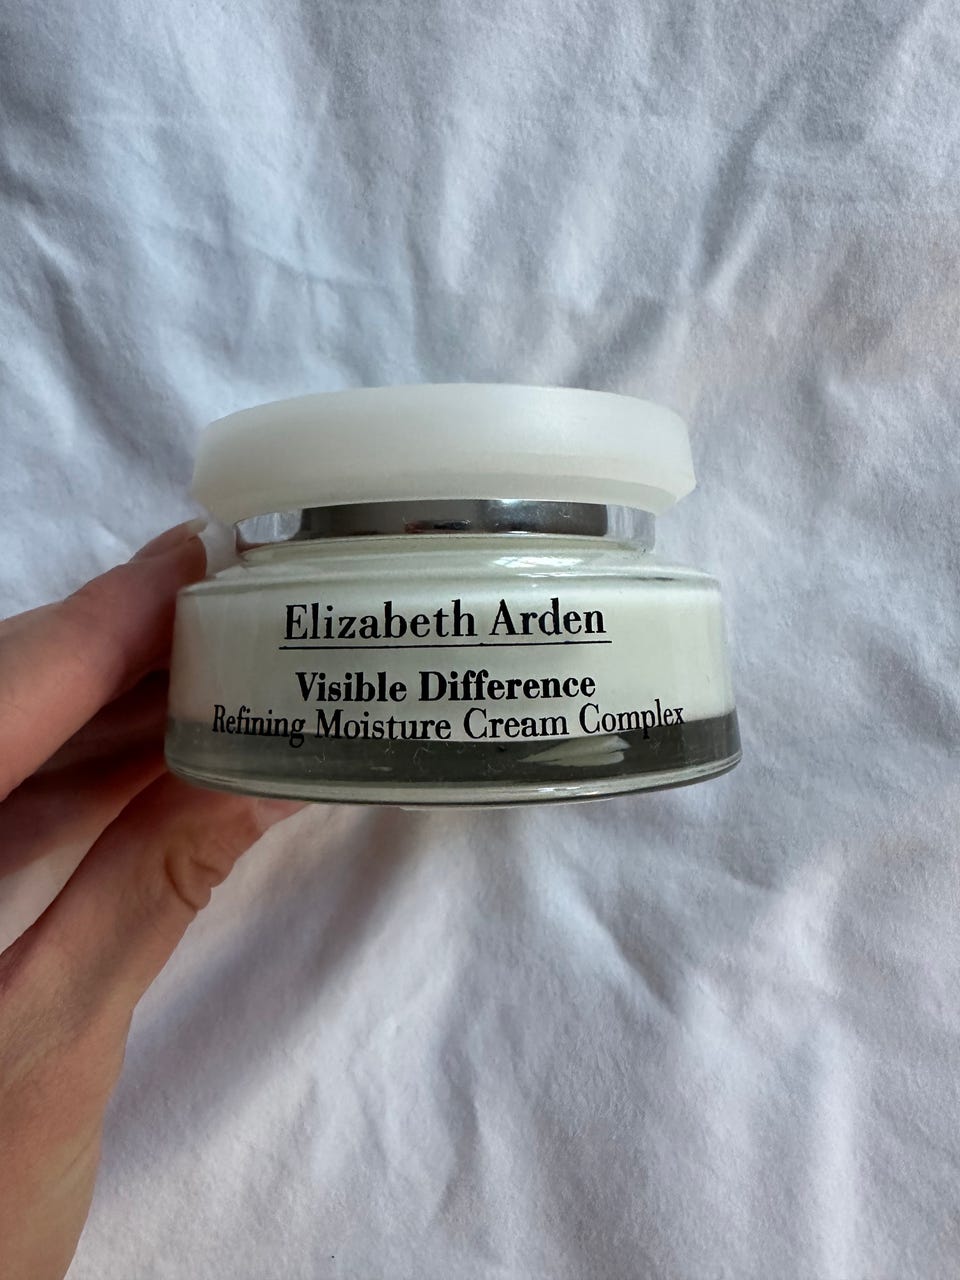 Elizabeth Arden
Visible Difference
Refining Moisture Cream Complex